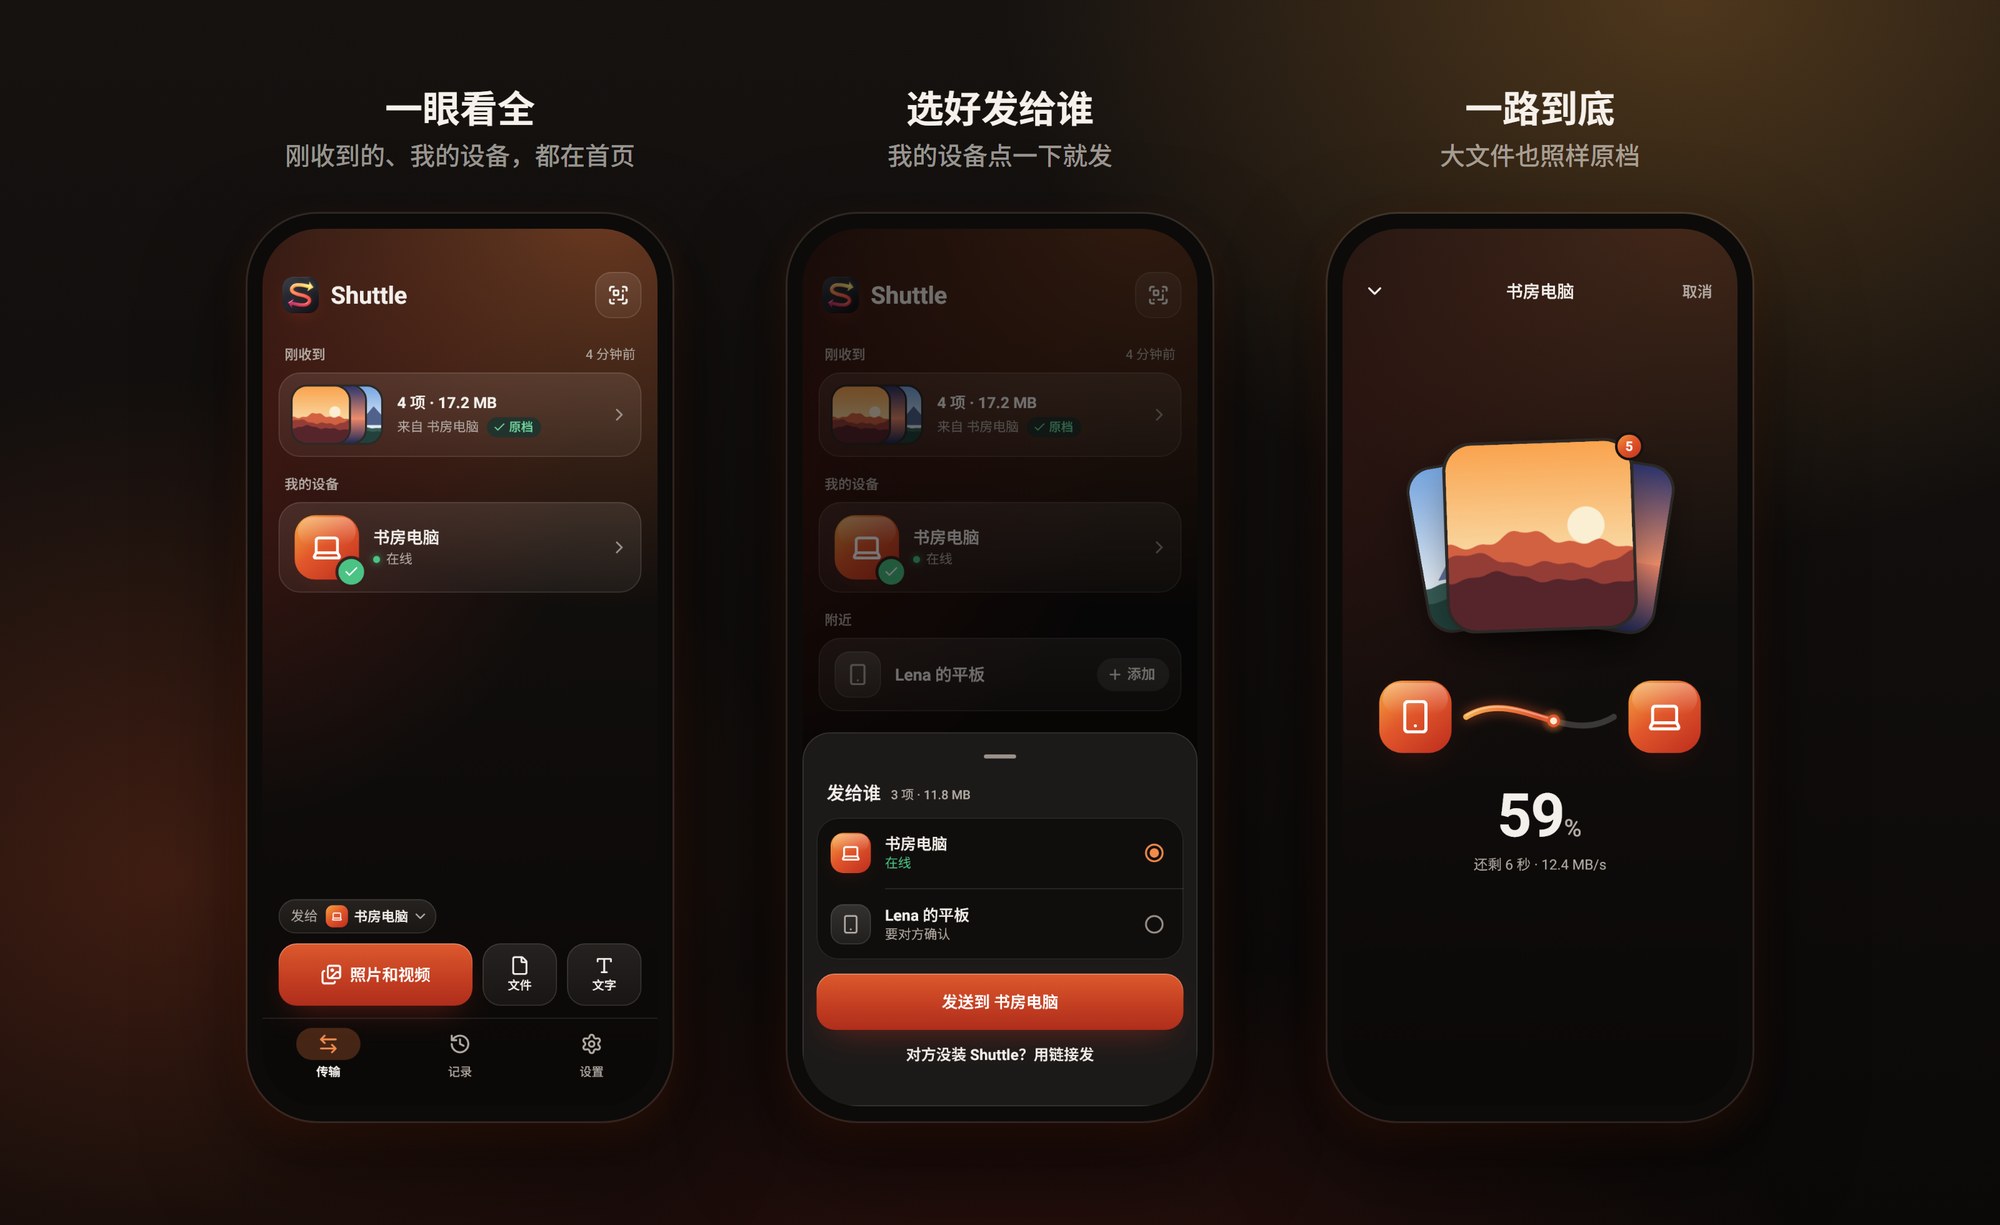 一眼看全
刚收到的、我的设备，都在首页
Shuttle
刚收到
4 分钟前
4 项 · 17.2 MB
来自 书房电脑
原档
我的设备
书房电脑
在线
发给
书房电脑
照片和视频
文件
文字
传输
记录
设置
选好发给谁
我的设备点一下就发
Shuttle
刚收到
4 分钟前
4 项 · 17.2 MB
来自 书房电脑
原档
我的设备
书房电脑
在线
附近
Lena 的平板
添加
发给谁 3 项 · 11.8 MB
书房电脑
在线
Lena 的平板
要对方确认
发送到 书房电脑
对方没装 Shuttle？用链接发
一路到底
大文件也照样原档
书房电脑
取消
5
59%
还剩 6 秒 · 12.4 MB/s